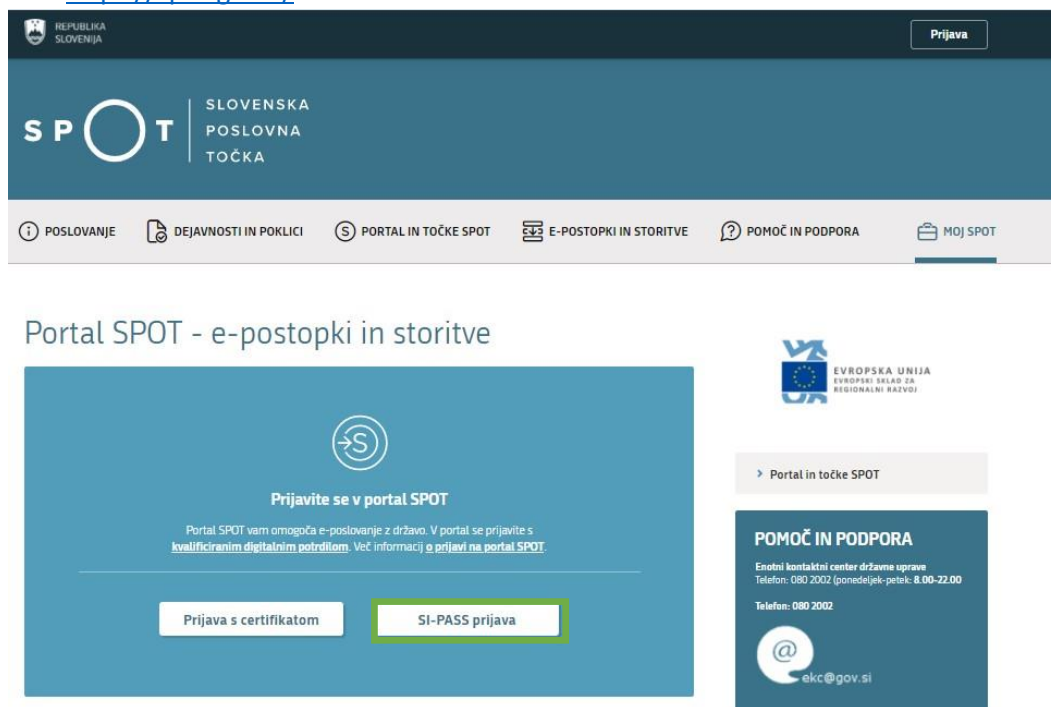 REPUBLIKA
SLOVENIJA
Prijava
SPOT
SLOVENSKA
POSLOVNA
TOČKA
POSLOVANJE
DEJAVNOSTI IN POKLICI
PORTAL IN TOČKE SPOT
E-POSTOPKI IN STORITVE
POMOČ IN PODPORA
MOJ SPOT
Portal SPOT - e-postopki in storitve
EVROPSKA UNIJA
EVROPSKI SKLAD ZA
REGIONALNI RAZVOJ
S
Prijavite se v portal SPOT
Portal SPOT vam omogoča e-poslovanje z državo. V portal se prijavite s
kvalificiranim digitalnim potrdilom. Več informacij o prijavi na portal SPOT.
Prijava s certifikatom
SI-PASS prijava
Portal in točke SPOT
POMOČ IN PODPORA
Enotni kontaktni center državne uprave
Telefon: 080 2002 (ponedeljek-petek: 8.00-22.00
Telefon: 080 2002
@
ekc@gov.si